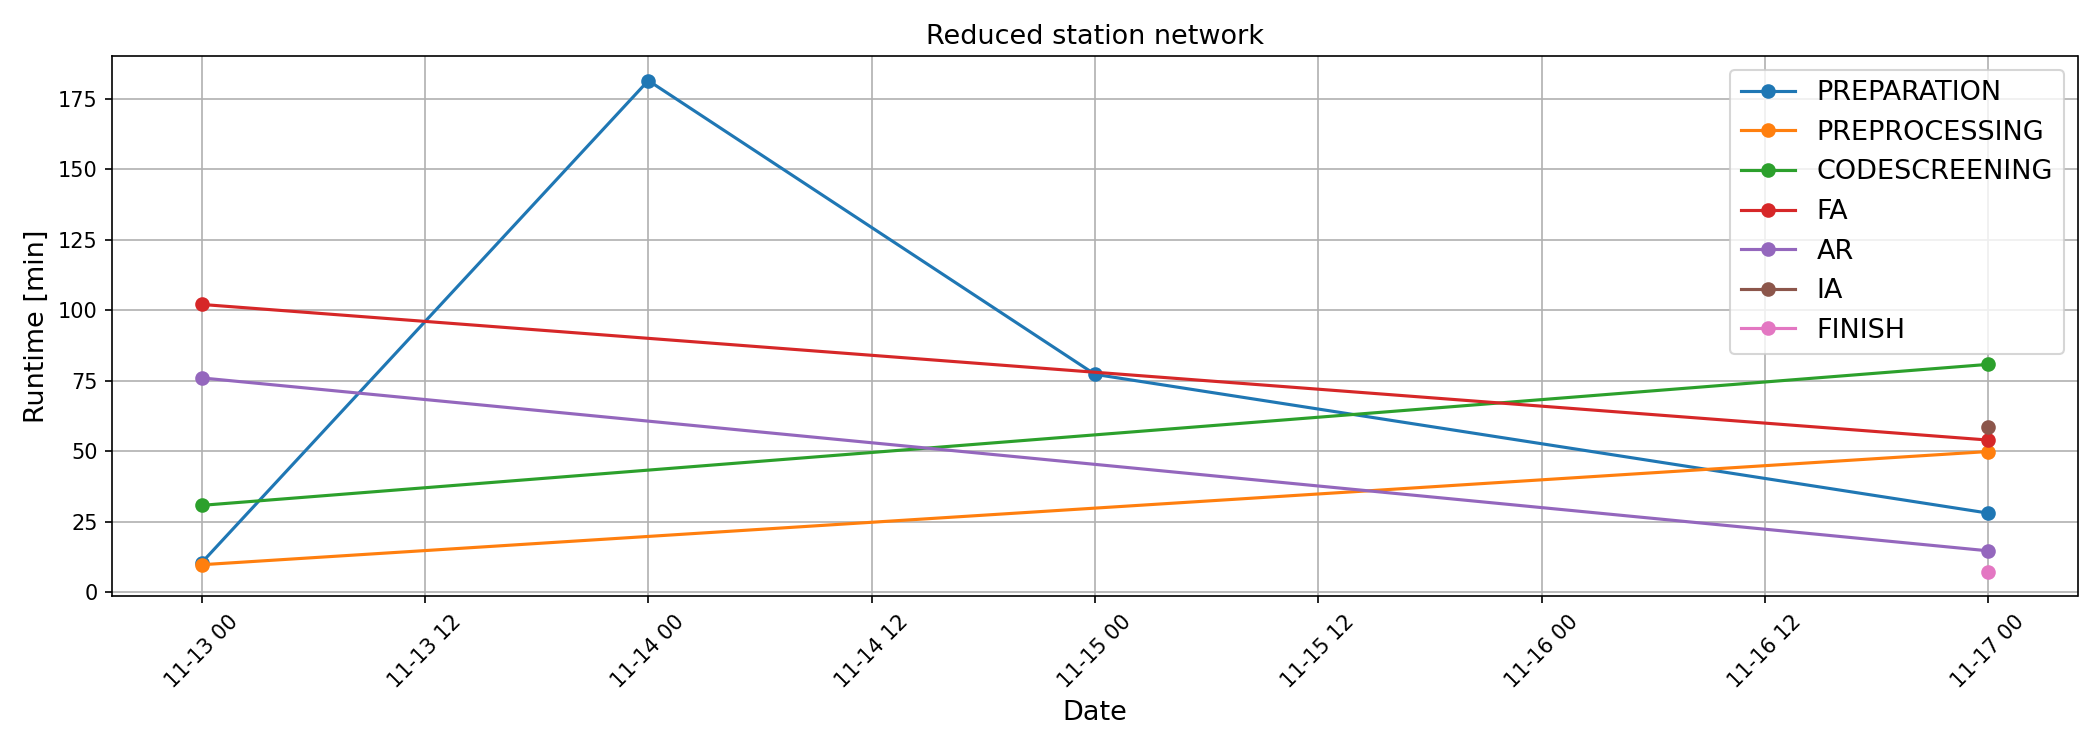 Reduced station network
Runtime [min]
175
150
125
100
75
50
25
0
PREPARATION
PREPROCESSING
CODESCREENING
FA
AR
IA
FINISH
11-13 00
11-13 12
11-14 00
11-14 12
11-15 00
11-15 12
11-16 00
11-16 12
11-17 00
Date